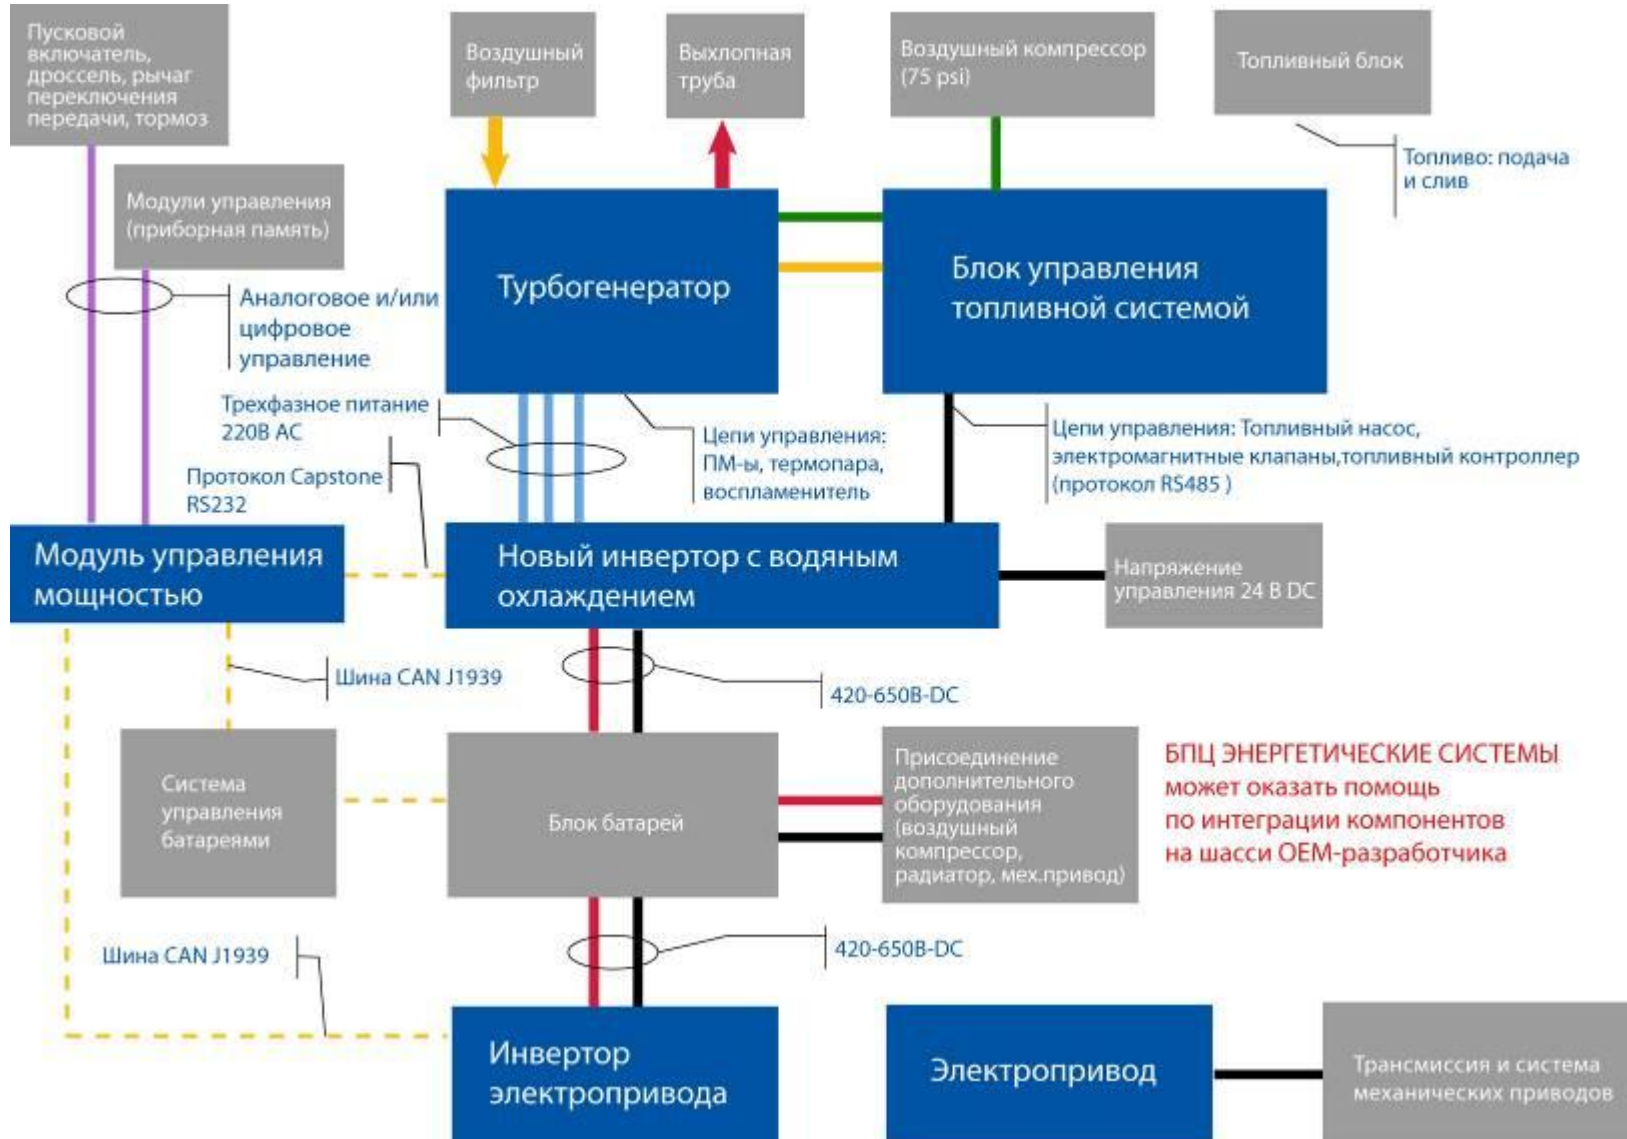 Пусковой
включатель,
дроссель, рычаг
переключения
передачи, тормоз
Воздушный
фильтр
Выхлопная
труба
Воздушный компрессор
(75 psi)
Топливный блок
Топливо: подача
и слив
Модули управления
(приборная память)
Аналоговое и/или
цифровое
управление
Турбогенератор
Блок управления
топливной системой
Трехфазное питание
220В АС
Протокол Capstone
RS232
Цепи управления:
ПМ-ы, термопара,
воспламенитель
Цепи управления: Топливный насос,
электромагнитные клапаны,топливный контроллер
(протокол RS485 )
Модуль управления
мощностью
Новый инвертор с водяным
охлаждением
Напряжение
управления 24 В DC
Шина CAN J1939
420-650В-DC
Система
управления
батареями
Блок батарей
Присоединение
дополнительного
оборудования
(воздушный
компрессор,
радиатор, мех.привод)
БПЦ ЭНЕРГЕТИЧЕСКИЕ СИСТЕМЫ
может оказать помощь
по интеграции компонентов
на шасси OEM-разработчика
Шина CAN J1939
420-650В-DC
Инвертор
электропривода
Электропривод
Трансмиссия и система
механических приводов